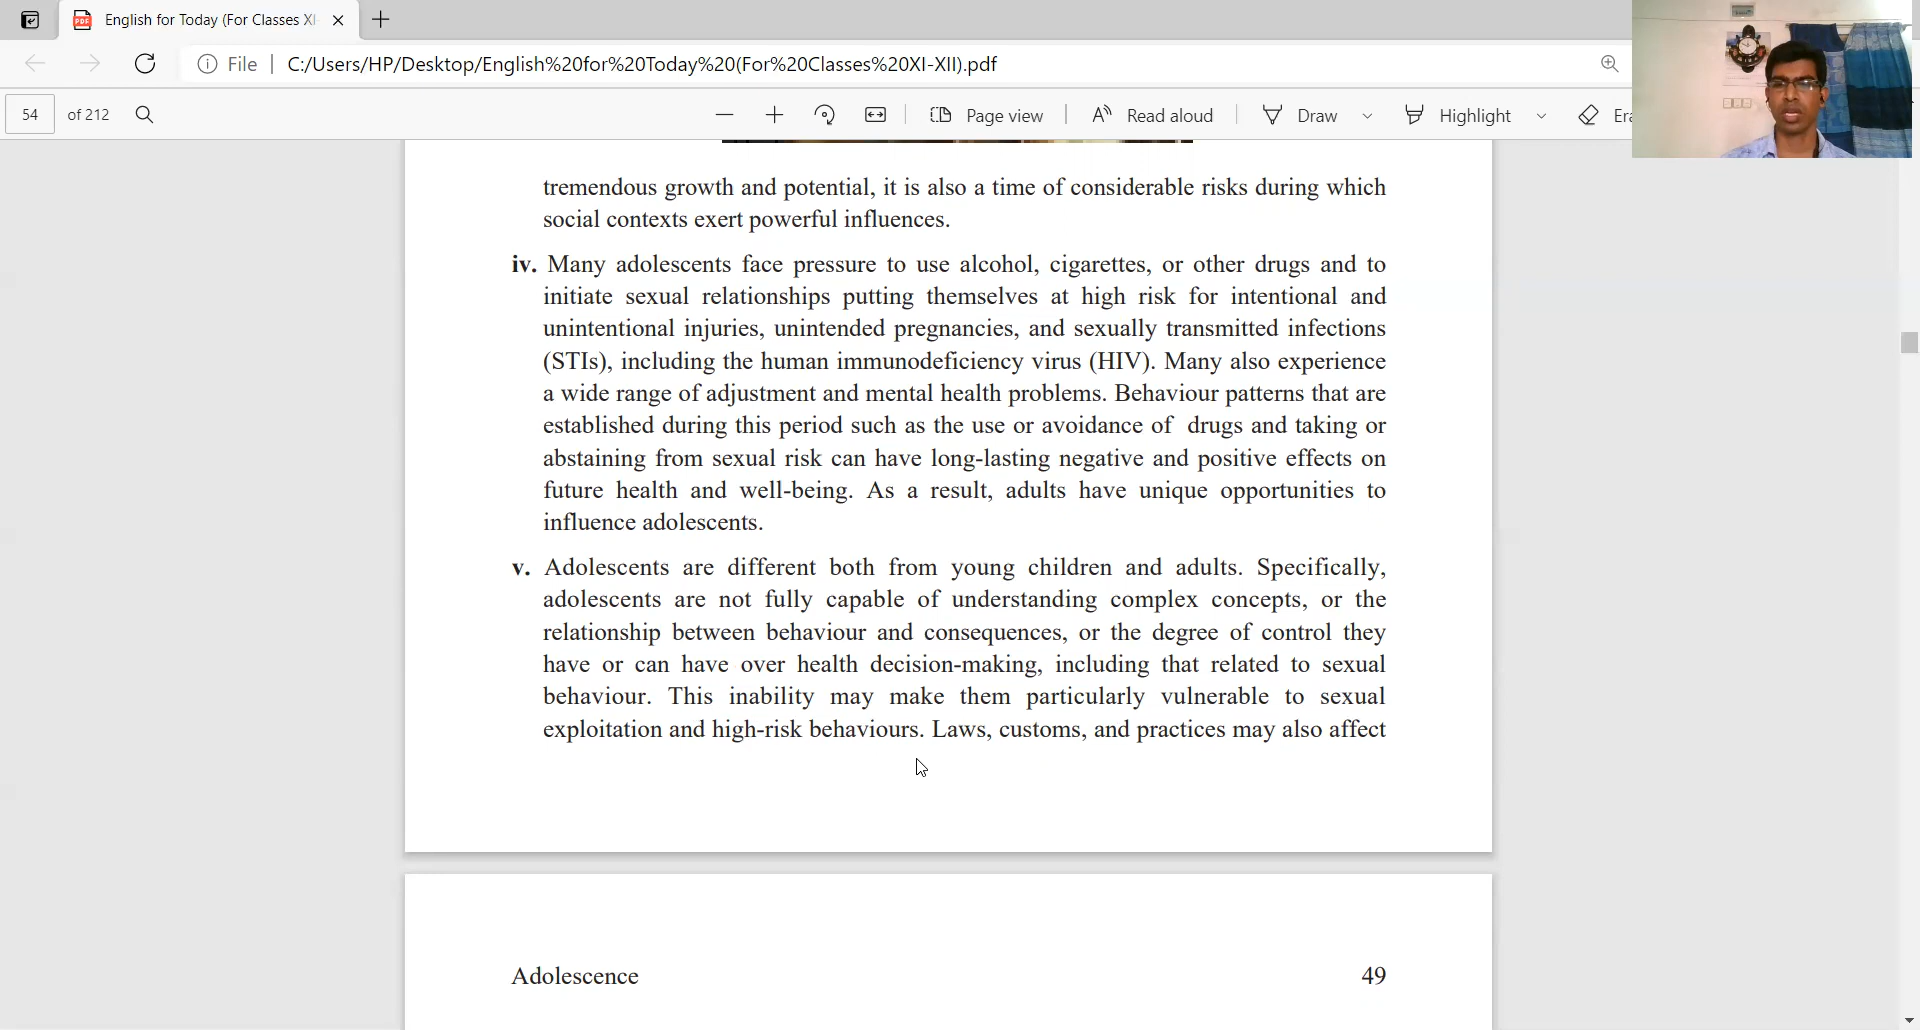 English for Today (For Classes XI-
File
C:/Users/HP/Desktop/English%20for%20Today%20(For%20Classes%20XI-XII).pdf
54 of 212
Page view
Read aloud
Draw
Highlight
Era
tremendous growth and potential, it is also a time of considerable risks during which
social contexts exert powerful influences.
iv. Many adolescents face pressure to use alcohol, cigarettes, or other drugs and to
initiate sexual relationships putting themselves at high risk for intentional and
unintentional injuries, unintended pregnancies, and sexually transmitted infections
(STIs), including the human immunodeficiency virus (HIV). Many also experience
a wide range of adjustment and mental health problems. Behaviour patterns that are
established during this period such as the use or avoidance of drugs and taking or
abstaining from sexual risk can have long-lasting negative and positive effects on
future health and well-being. As a result, adults have unique opportunities to
influence adolescents.
v. Adolescents are different both from young children and adults. Specifically,
adolescents are not fully capable of understanding complex concepts, or the
relationship between behaviour and consequences, or the degree of control they
have or can have over health decision-making, including that related to sexual
behaviour. This inability may make them particularly vulnerable to sexual
exploitation and high-risk behaviours. Laws, customs, and practices may also affect
Adolescence 49